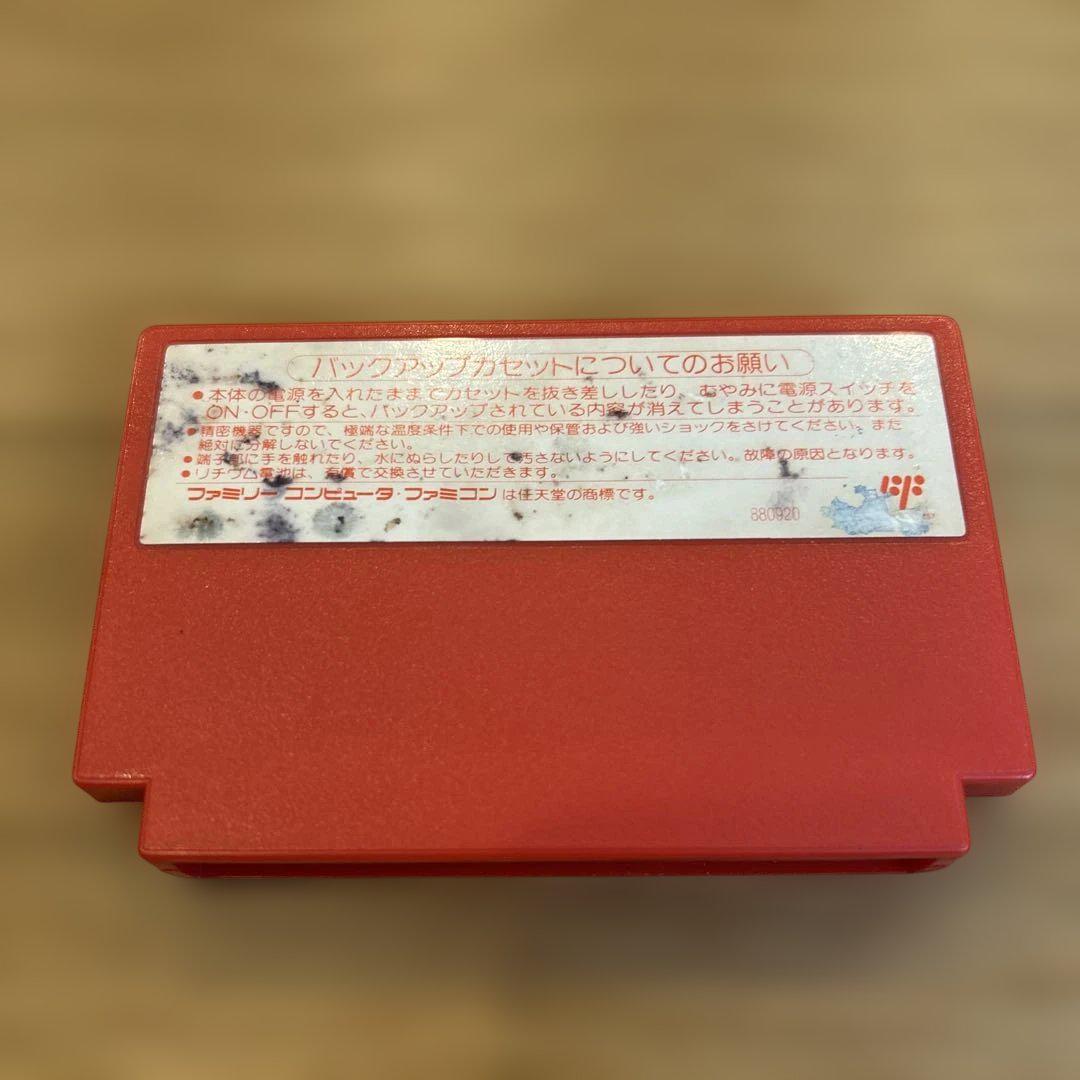 バックアップカセットについてのお願い
●本体の電源を入れたままでカセットを抜き差ししたり、むやみに電源スイッチを
ON・OFFすると、バックアップされている内容が消えてしまうことがあります。
●精密機器ですので、極端な温度条件下での使用や保管および強いショックをさけてください。また
絶対に分解しないでください。
●端子部に手を触れたり、水にぬらしたりして汚さないようにしてください。故障の原因となります。
●リチウム電池は、有償で交換させていただきます。
ファミリーコンピュータ・ファミコンは任天堂の商標です。
880920